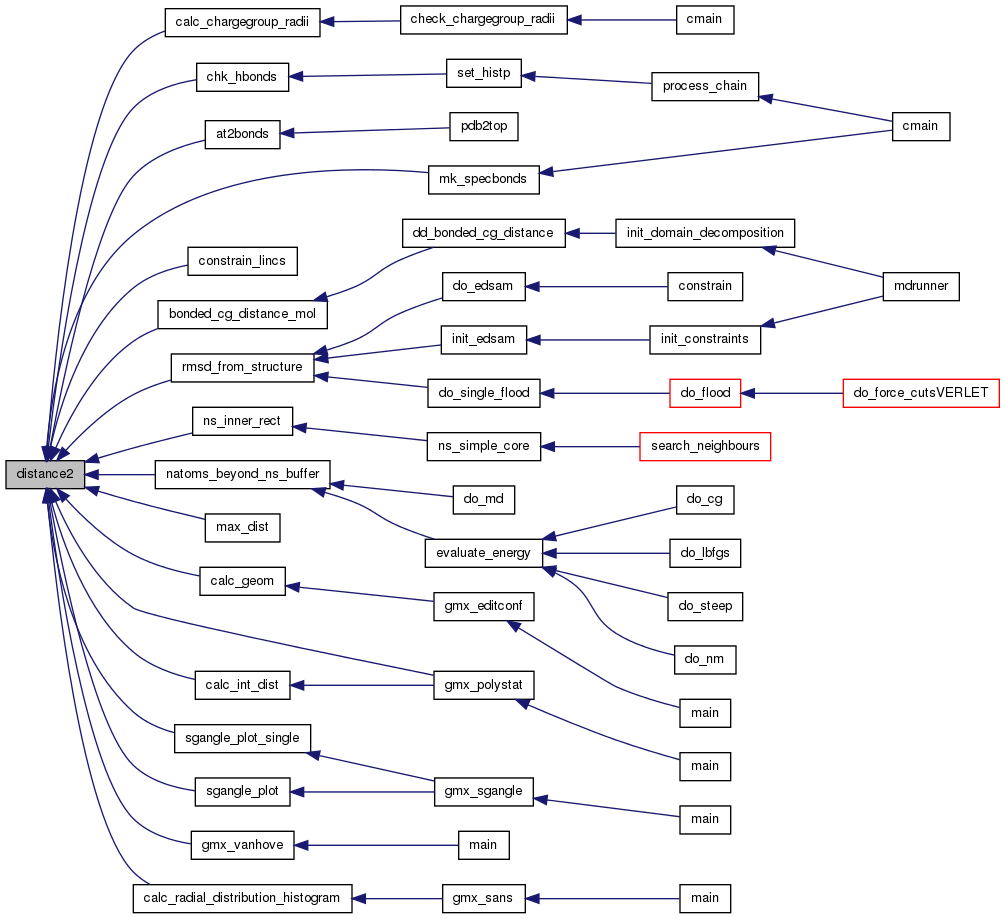 calc_chargegroup_radii
check_chargegroup_radii
cmain
chk_hbonds
set_histp
process_chain
at2bonds
pdb2top
cmain
mk_specbonds
constrain_lincs
dd_bonded_cg_distance
init_domain_decomposition
bonded_cg_distance_mol
do_edsam
constrain
mdrunner
rmsd_from_structure
init_edsam
init_constraints
do_single_flood
do_flood
do_force_cutsVERLET
ns_inner_rect
ns_simple_core
search_neighbours
distance2
natoms_beyond_ns_buffer
do_md
do_cg
max_dist
evaluate_energy
do_lbfgs
calc_geom
gmx_editconf
do_steep
do_nm
calc_int_dist
gmx_polystat
main
sgangle_plot_single
main
sgangle_plot
gmx_sgangle
main
gmx_vanhove
main
calc_radial_distribution_histogram
gmx_sans
main